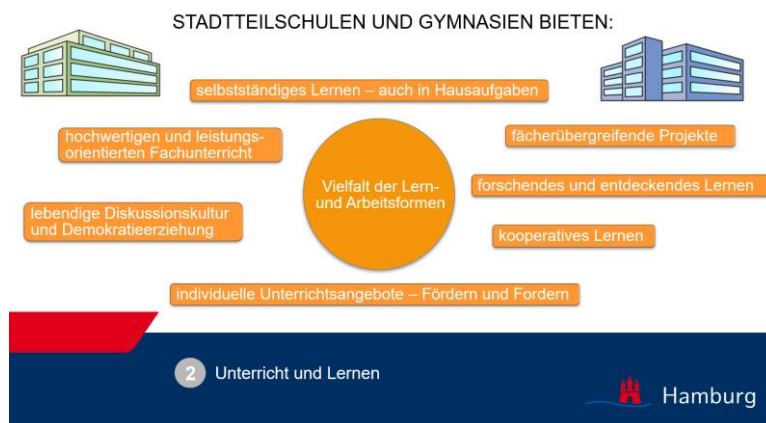 STADTTEILSCHULEN UND GYMNASIEN BIETEN:
selbstständiges Lernen – auch in Hausaufgaben
hochwertigen und leistungs-
orientierten Fachunterricht
fächerübergreifende Projekte
Vielfalt der Lern-
und Arbeitsformen
forschendes und entdeckendes Lernen
lebendige Diskussionskultur
und Demokratieerziehung
kooperatives Lernen
individuelle Unterrichtsangebote – Fördern und Fordern
2 Unterricht und Lernen
Hamburg